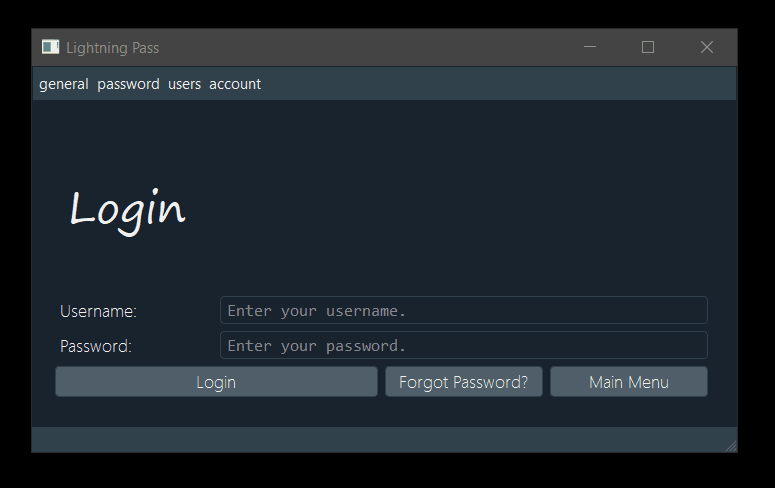 Lightning Pass
general password users account
Login
Username: Enter your username.
Password: Enter your password.
Login Forgot Password? Main Menu